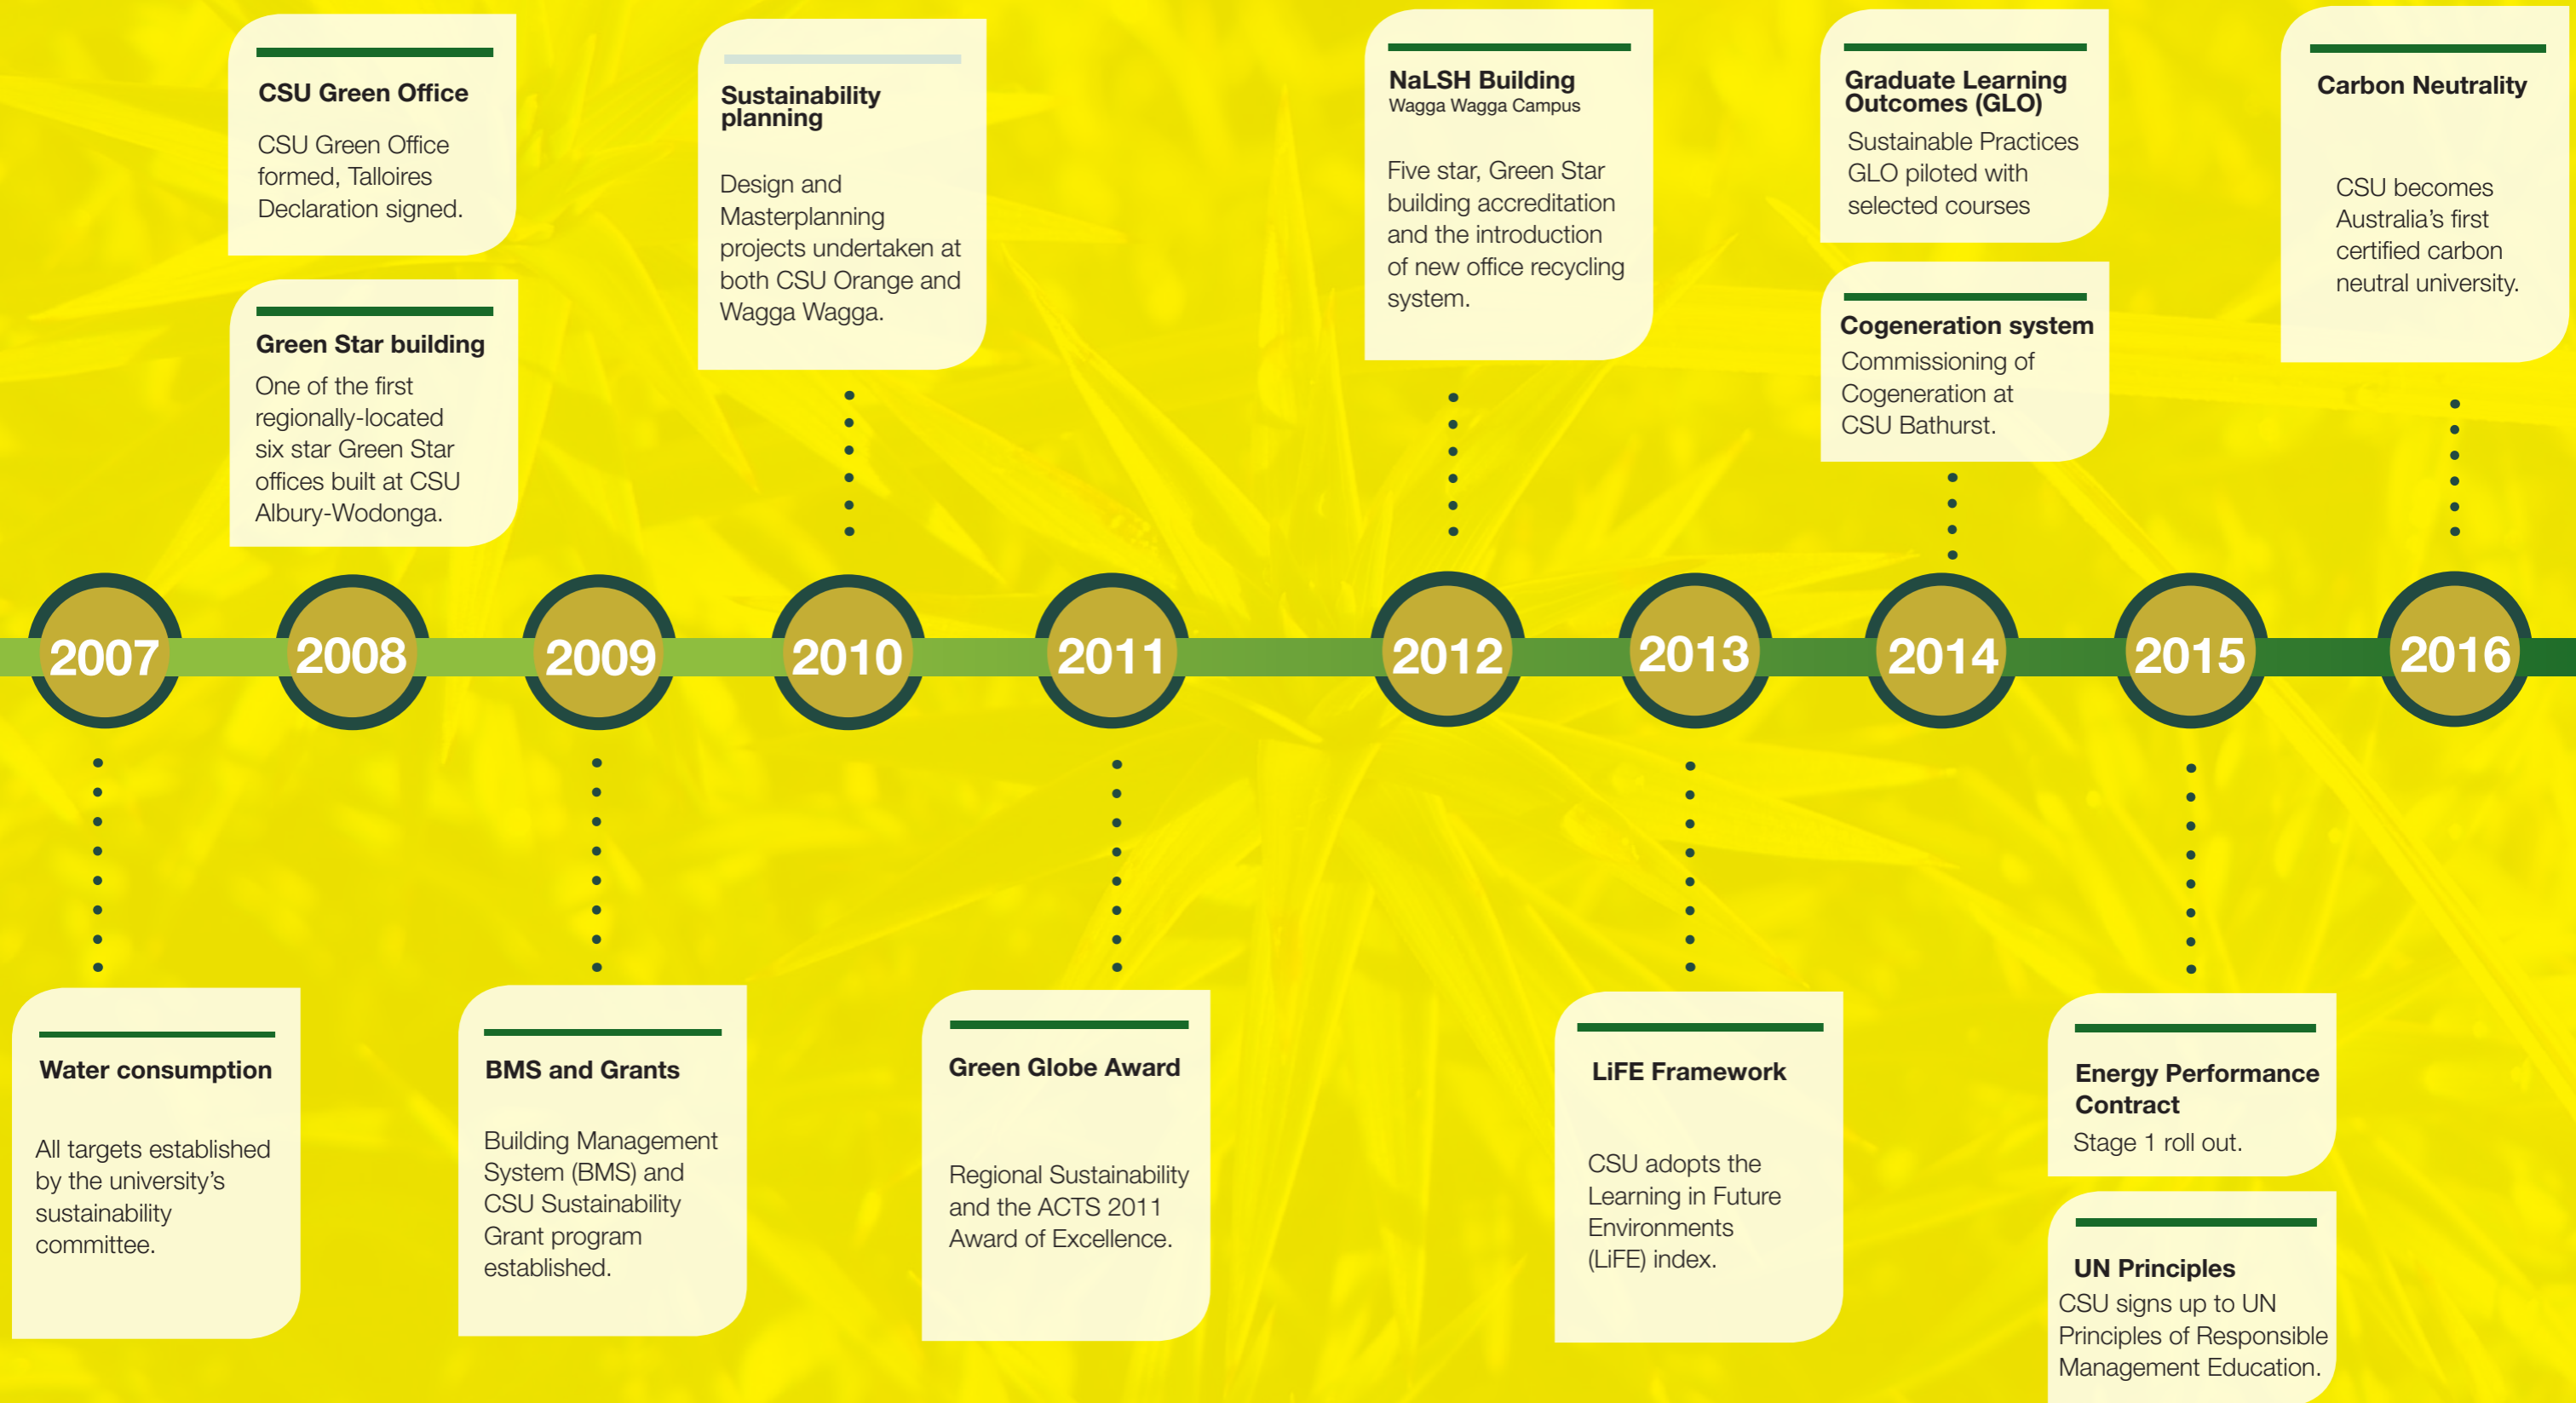 CSU Green Office
CSU Green Office
formed, Talloires
Declaration signed.
Green Star building
One of the first
regionally-located
six star Green Star
offices built at CSU
Albury-Wodonga.
Sustainability
planning
Design and
Masterplanning
projects undertaken at
both CSU Orange and
Wagga Wagga.
NaLSH Building
Wagga Wagga Campus
Five star, Green Star
building accreditation
and the introduction
of new office recycling
system.
Graduate Learning
Outcomes (GLO)
Sustainable Practices
GLO piloted with
selected courses
Cogeneration system
Commissioning of
Cogeneration at
CSU Bathurst.
Carbon Neutrality
CSU becomes
Australia’s first
certified carbon
neutral university.
2007
2008
2009
2010
2011
2012
2013
2014
2015
2016
Water consumption
All targets established
by the university’s
sustainability
committee.
BMS and Grants
Building Management
System (BMS) and
CSU Sustainability
Grant program
established.
Green Globe Award
Regional Sustainability
and the ACTS 2011
Award of Excellence.
LiFE Framework
CSU adopts the
Learning in Future
Environments
(LiFE) index.
Energy Performance
Contract
Stage 1 roll out.
UN Principles
CSU signs up to UN
Principles of Responsible
Management Education.